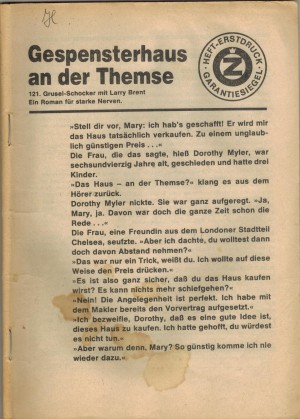 Gespensterhaus
an der Themse
121. Grusel-Schocker mit Larry Brent
Ein Roman für starke Nerven.
HEFT-ERSTDRUCK
Z
GARANTIESIEGEL
»Stell dir vor, Mary: ich hab's geschafft! Er wird mir
das Haus tatsächlich verkaufen. Zu einem unglaub-
lich günstigen Preis . . .«
Die Frau, die das sagte, hieß Dorothy Myler, war
sechsundvierzig Jahre alt, geschieden und hatte drei
Kinder.
»Das Haus – an der Themse?« klang es aus dem
Hörer zurück.
Dorothy Myler nickte. Sie war ganz aufgeregt. »Ja,
Mary, ja. Davon war doch die ganze Zeit schon die
Rede . . .«
Die Frau, eine Freundin aus dem Londoner Stadtteil
Chelsea, seufzte. »Aber ich dachte, du wolltest dann
doch davon Abstand nehmen?«
»Das war nur ein Trick, weißt du. Ich wollte auf diese
Weise den Preis drücken.«
»Es ist also ganz sicher, daß du das Haus kaufen
wirst? Es kann nichts mehr schiefgehen?«
»Nein! Die Angelegenheit ist perfekt. Ich habe mit
dem Makler bereits den Vorvertrag aufgesetzt.«
»Ich bezweifle, Dorothy, daß es eine gute Idee ist,
dieses Haus zu kaufen. Ich hatte gehofft, du würdest
es nicht tun.«
»Aber warum denn, Mary? So günstig komme ich nie
wieder dazu.«